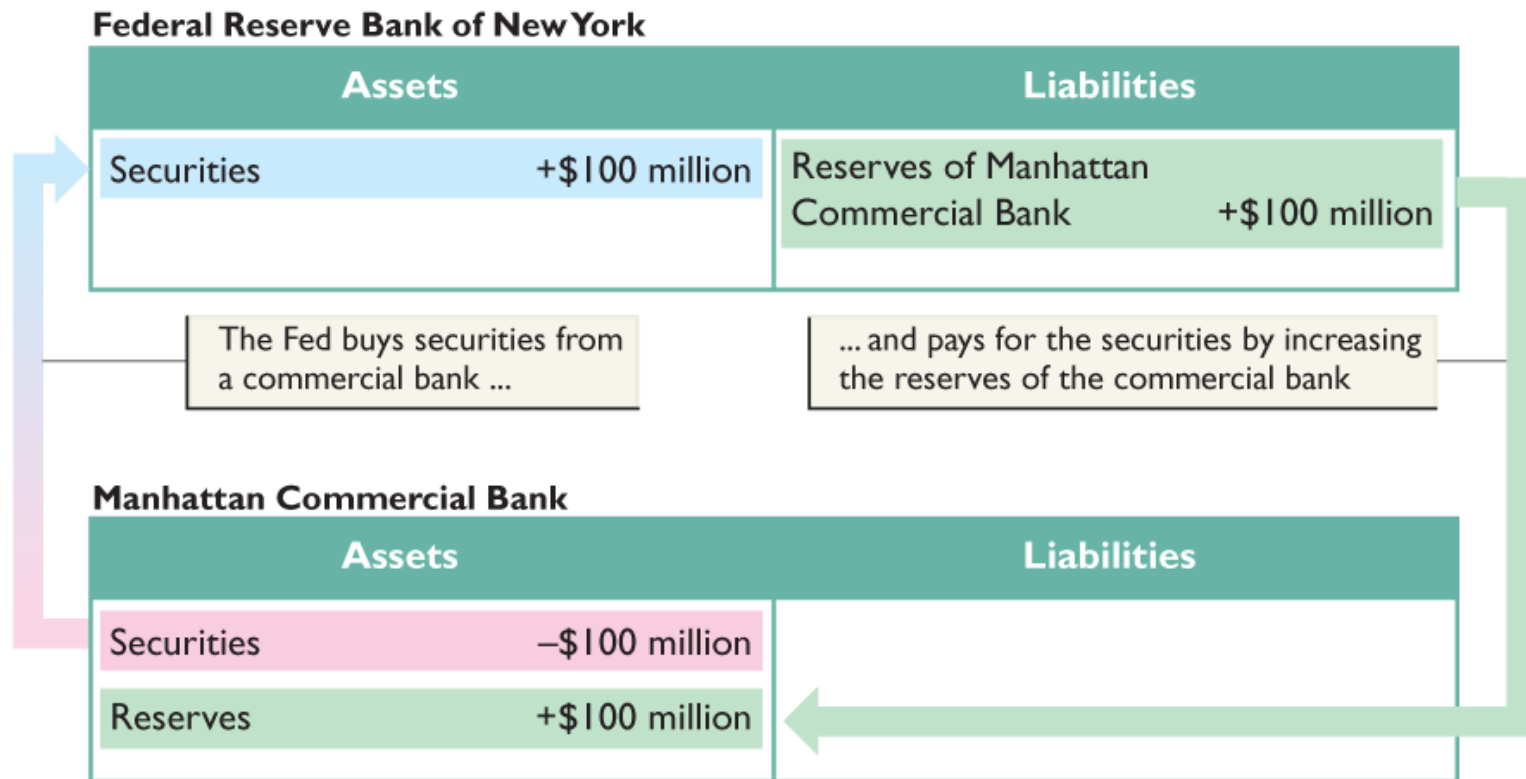 Federal Reserve Bank of New York
Assets Liabilities
Securities +$100 million
Reserves of Manhattan
Commercial Bank +$100 million
The Fed buys securities from
a commercial bank ...
... and pays for the securities by increasing
the reserves of the commercial bank
Manhattan Commercial Bank
Assets Liabilities
Securities –$100 million
Reserves +$100 million